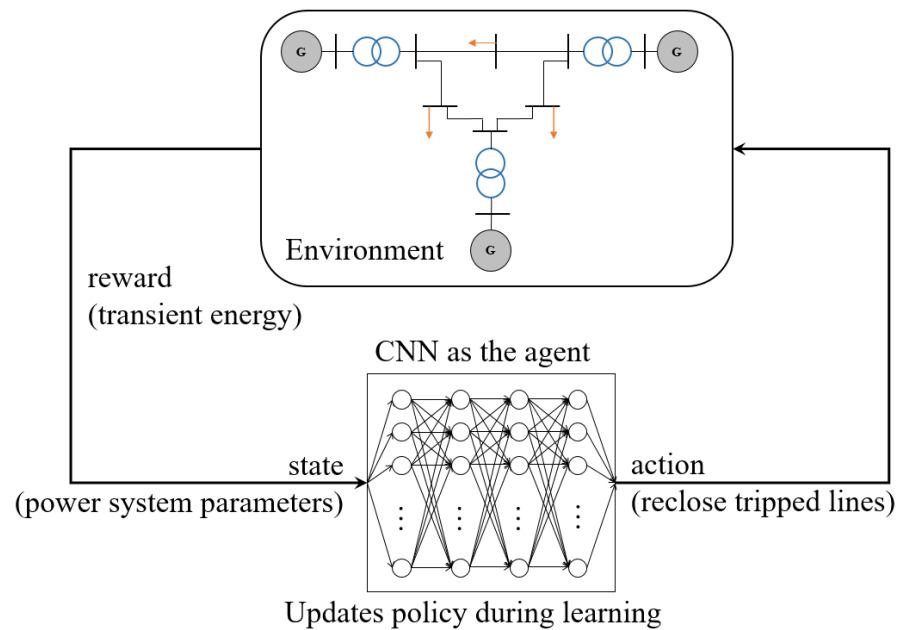 G
G
G
Environment
reward
(transient energy)
CNN as the agent
state
(power system parameters)
action
(reclose tripped lines)
Updates policy during learning